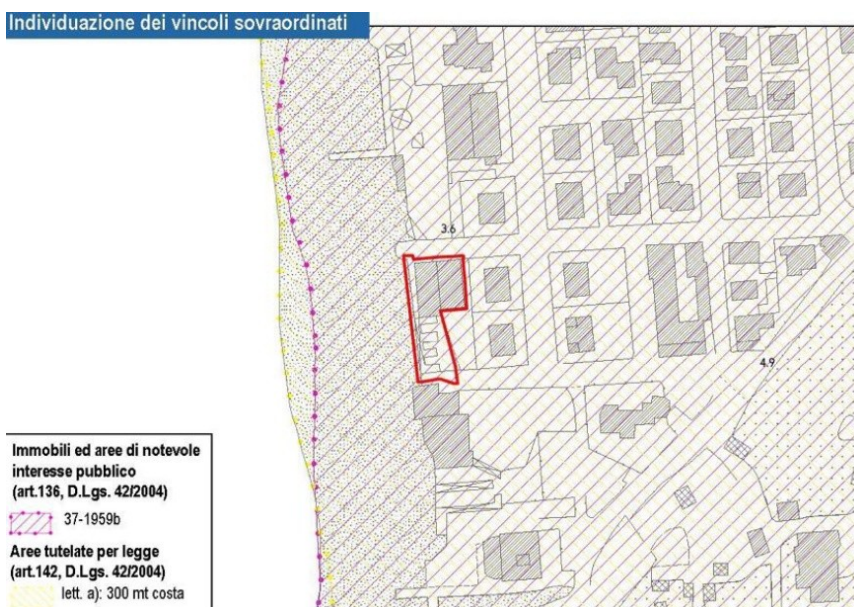 Individuazione dei vincoli sovraordinati
3.6
4.9
Immobili ed aree di notevole
interesse pubblico
(art.136, D.Lgs. 42/2004)
37-1959b
Aree tutelate per legge
(art.142, D.Lgs. 42/2004)
lett. a): 300 mt costa